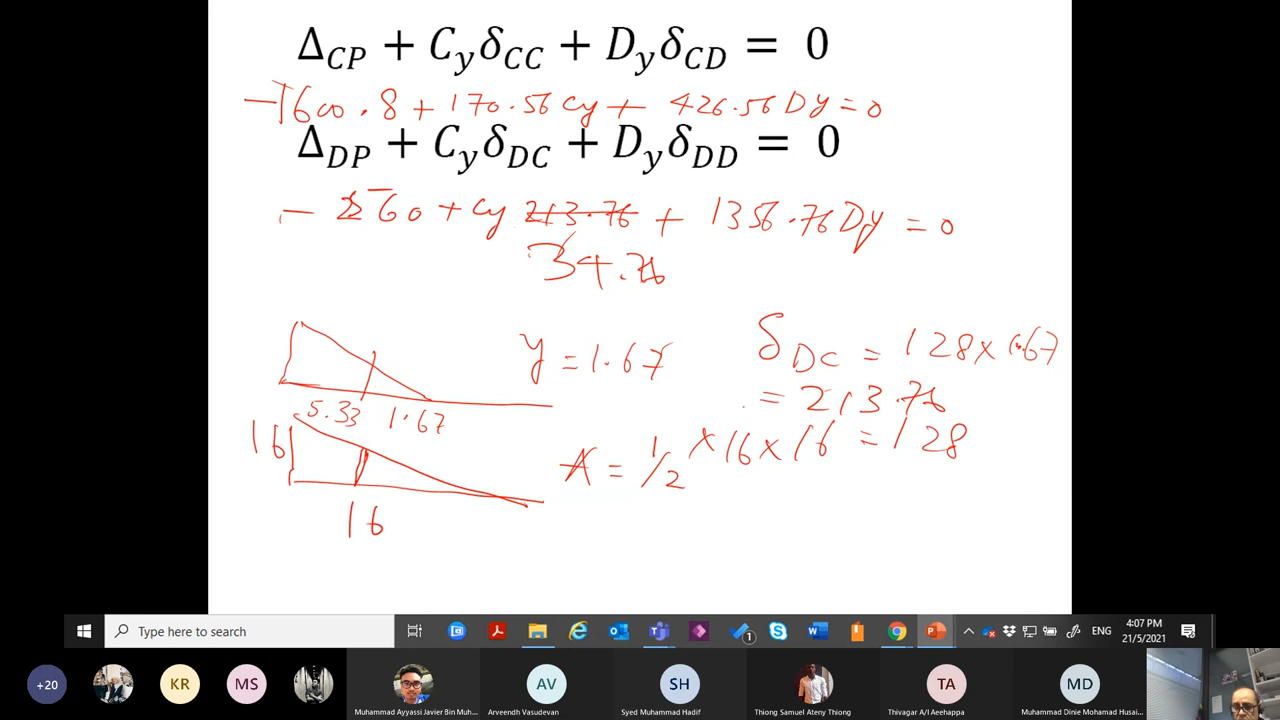 Δ_CP + C_y δ_CC + D_y δ_CD = 0
-1600.8 + 170.56 Cy + 426.56 Dy = 0
Δ_DP + C_y δ_DC + D_y δ_DD = 0
+ Cy 213.76 + 1356.76 Dy = 0
34.76
y = 1.67
δ_DC = 128 × 1.67
= 213.76
5.33 1.67
16
A = 1/2 × 16 × 16 = 128
16
Type here to search
1
ENG
4:07 PM
21/5/2021
+20
KR
MS
Muhammad Ayyassi Javier Bin Muh...
AV
Arveendh Vasudevan
SH
Syed Muhammad Hadif
Thiong Samuel Ateny Thiong
TA
Thivagar A/l Aeehappa
MD
Muhammad Dinie Mohamad Husai...